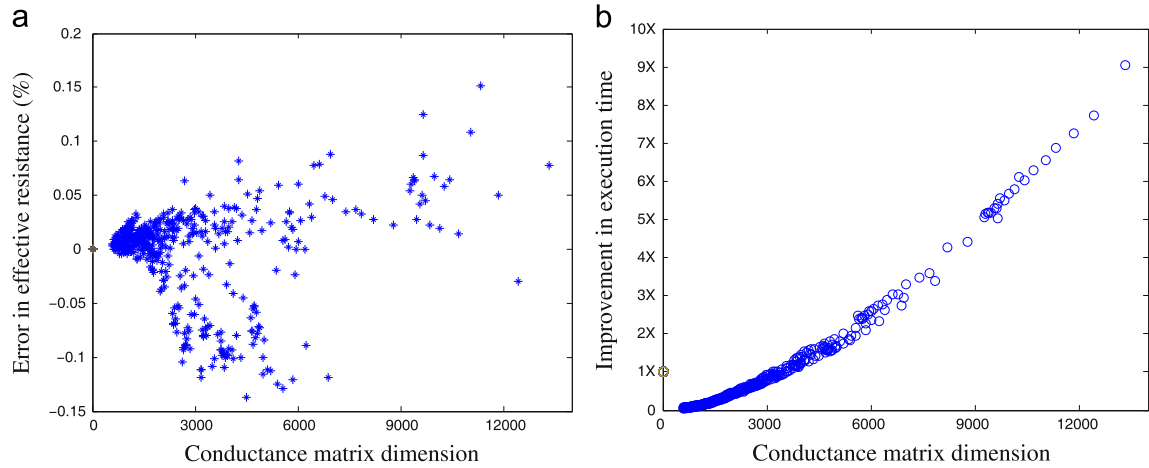 a
0.2
0.15
0.1
0.05
0
−0.05
−0.1
−0.15
0 3000 6000 9000 12000
Error in effective resistance (%)
Conductance matrix dimension
b
10X
9X
8X
7X
6X
5X
4X
3X
2X
1X
0
0 3000 6000 9000 12000
Improvement in execution time
Conductance matrix dimension